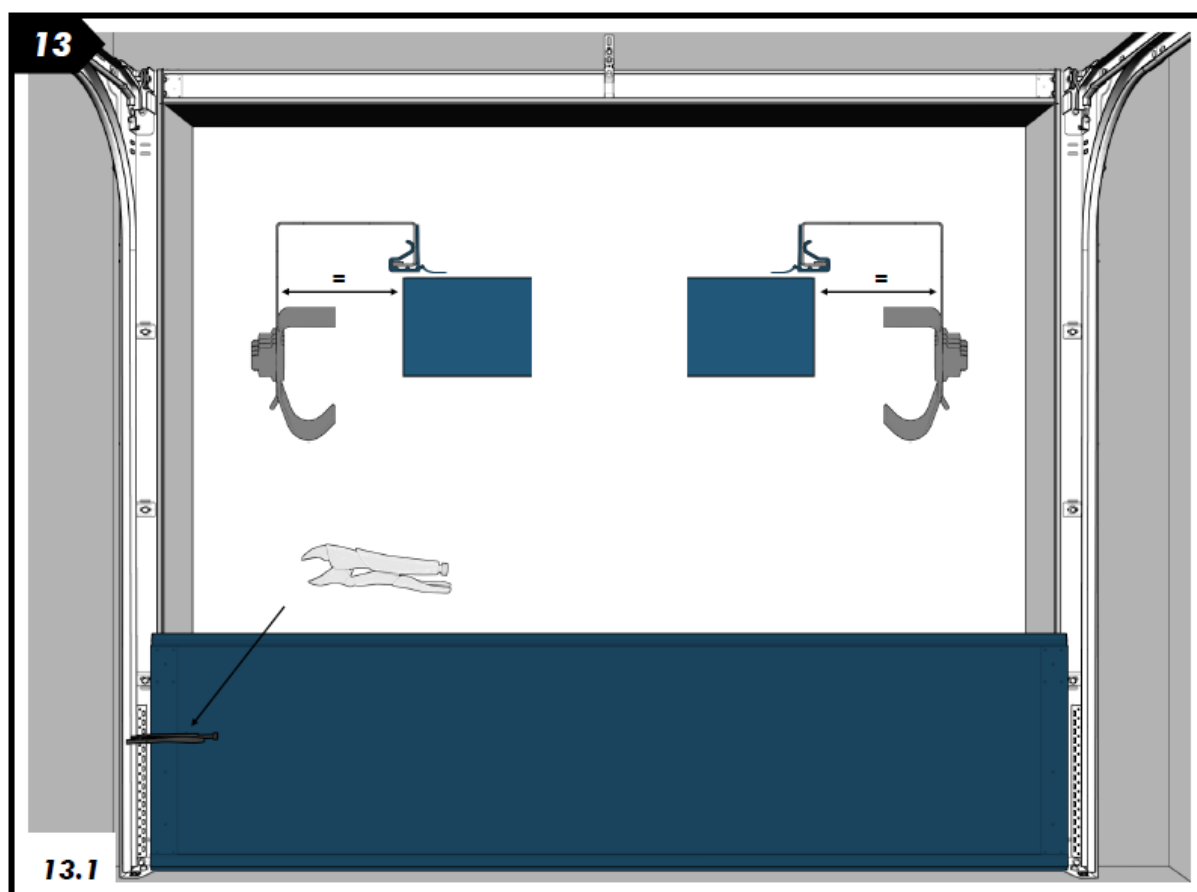 13
= =
13.1